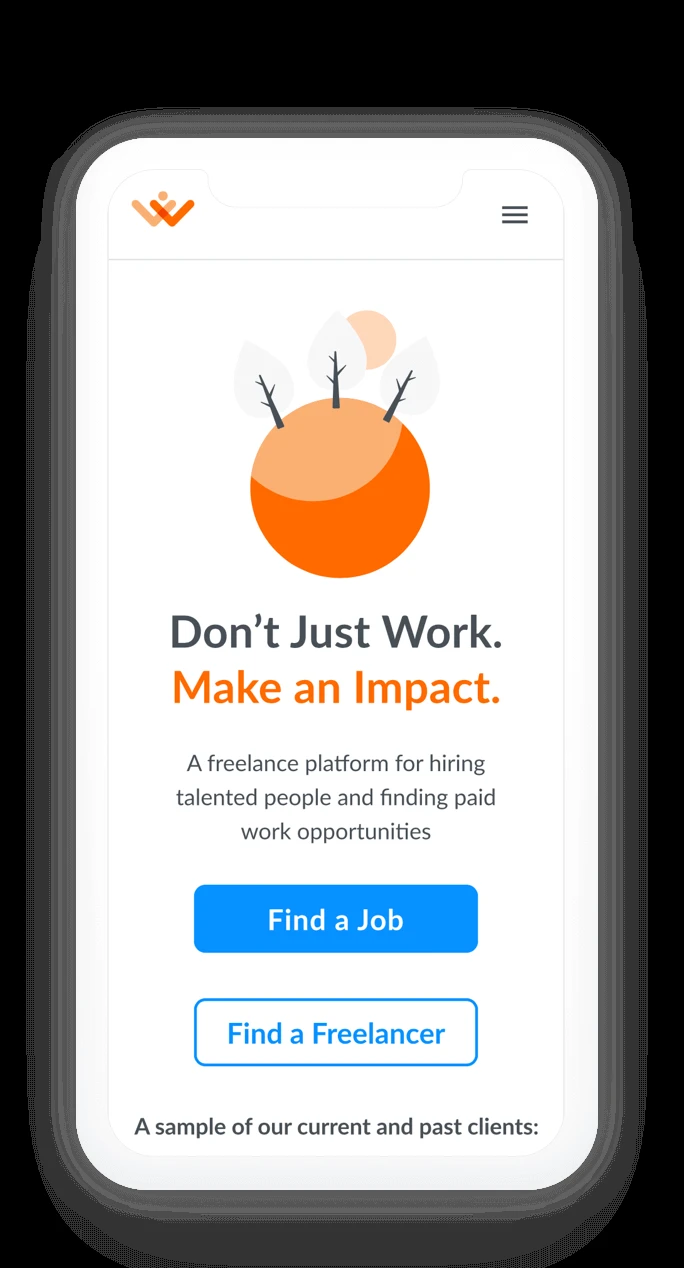 Don’t Just Work.
Make an Impact.
A freelance platform for hiring
talented people and finding paid
work opportunities
Find a Job
Find a Freelancer
A sample of our current and past clients: